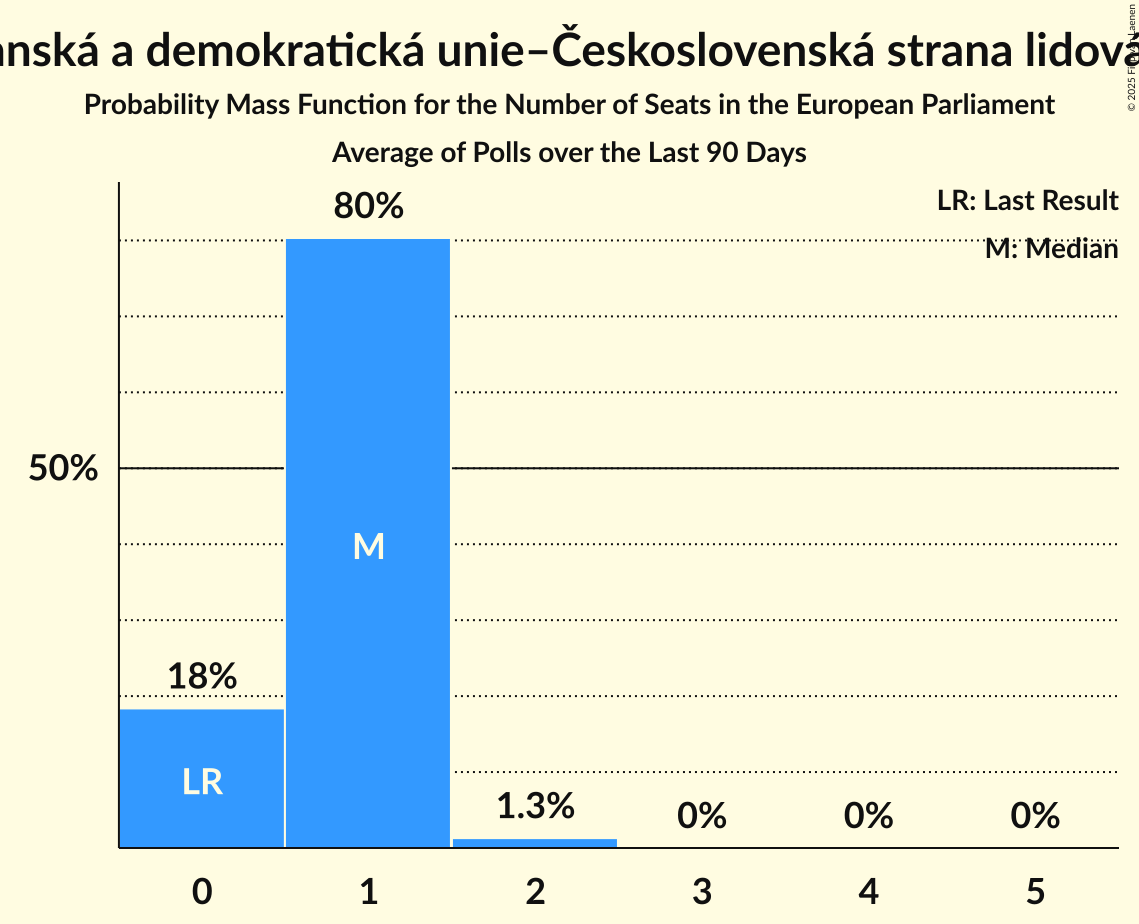 a demokratická unie–Československá strana
Probability Mass Function for the Number of Seats in the European Parliament
Average of Polls over the Last 90 Days
LR: Last Result
M: Median
80%
50%
M
18%
LR
1.3%
0%
0%
0%
0
1
2
3
4
5
© 2025